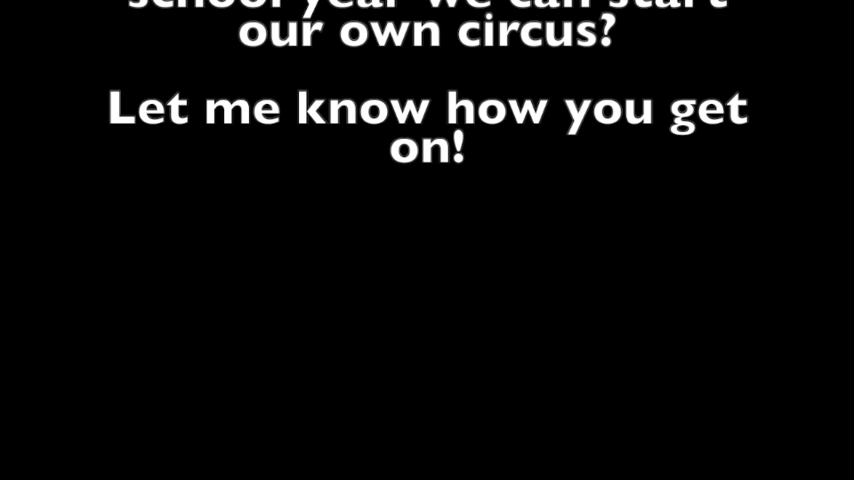 school year we can start
our own circus?
Let me know how you get
on!